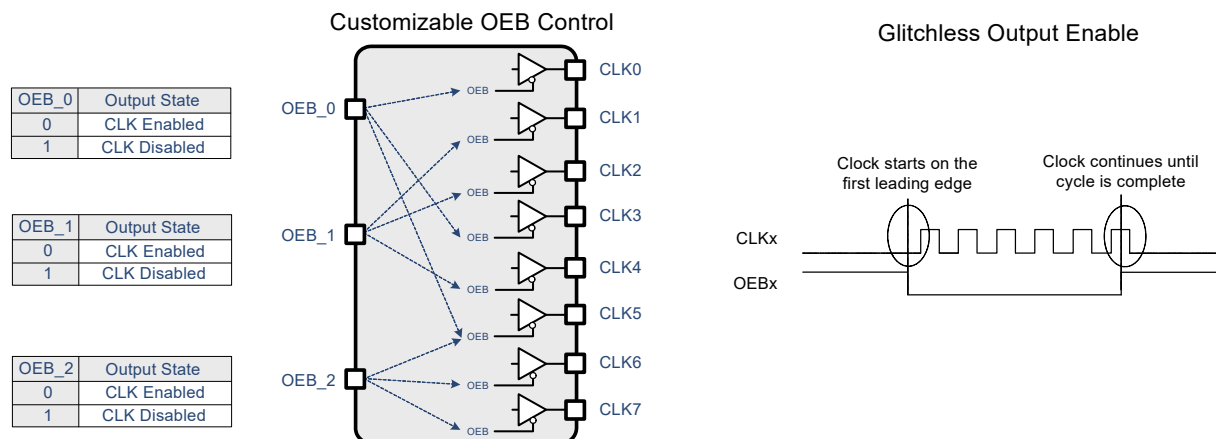 Customizable OEB Control
Glitchless Output Enable
OEB_0 Output State
0 CLK Enabled
1 CLK Disabled
OEB_1 Output State
0 CLK Enabled
1 CLK Disabled
OEB_2 Output State
0 CLK Enabled
1 CLK Disabled
OEB_0
OEB_1
OEB_2
OEB
OEB
OEB
OEB
OEB
OEB
OEB
OEB
CLK0
CLK1
CLK2
CLK3
CLK4
CLK5
CLK6
CLK7
Clock starts on the
first leading edge
Clock continues until
cycle is complete
CLKx
OEBx